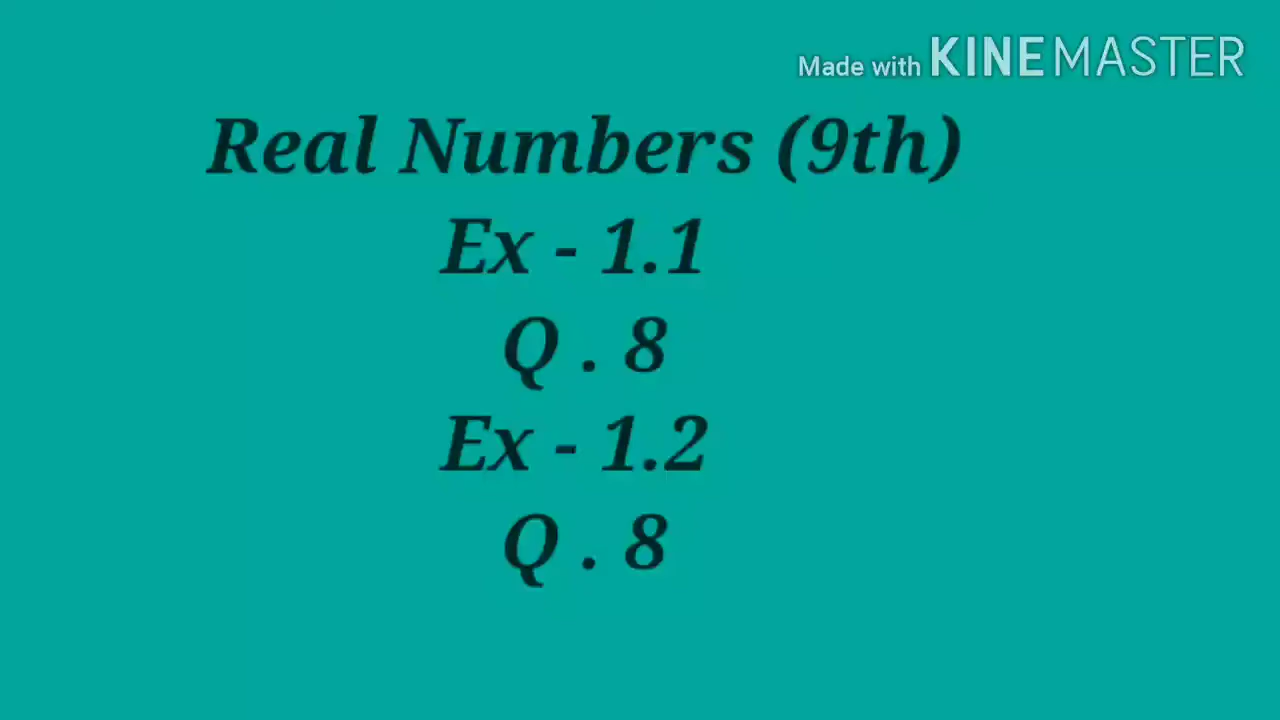 Made with KINEMASTER
Real Numbers (9th)
Ex - 1.1
Q . 8
Ex - 1.2
Q . 8